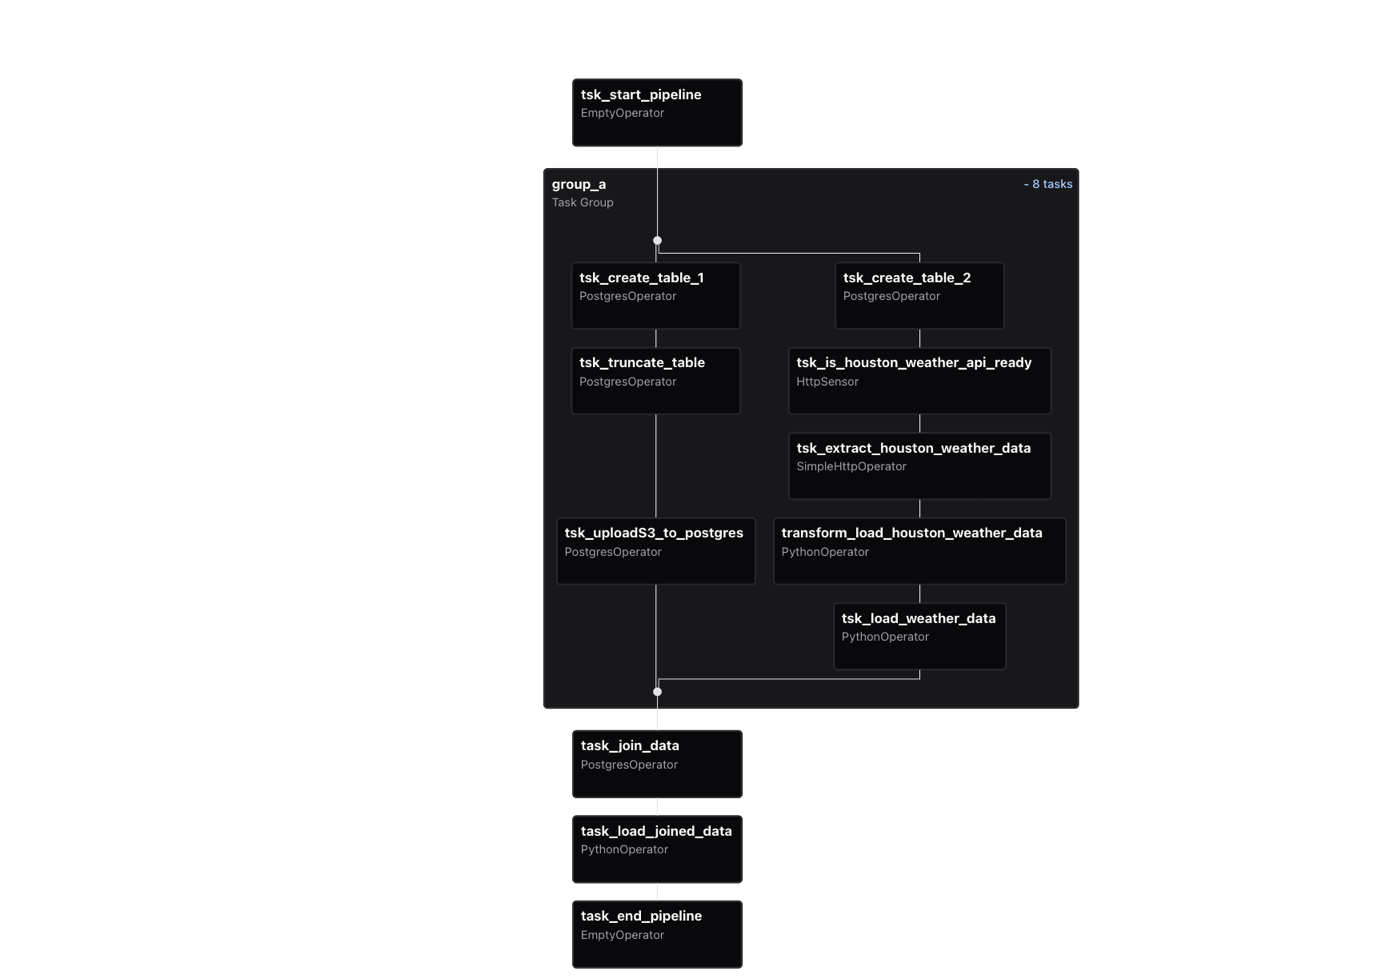 tsk_start_pipeline
EmptyOperator
group_a
- 8 tasks
Task Group
tsk_create_table_1
PostgresOperator
tsk_create_table_2
PostgresOperator
tsk_truncate_table
PostgresOperator
tsk_is_houston_weather_api_ready
HttpSensor
tsk_extract_houston_weather_data
SimpleHttpOperator
tsk_uploadS3_to_postgres
PostgresOperator
transform_load_houston_weather_data
PythonOperator
tsk_load_weather_data
PythonOperator
task_join_data
PostgresOperator
task_load_joined_data
PythonOperator
task_end_pipeline
EmptyOperator